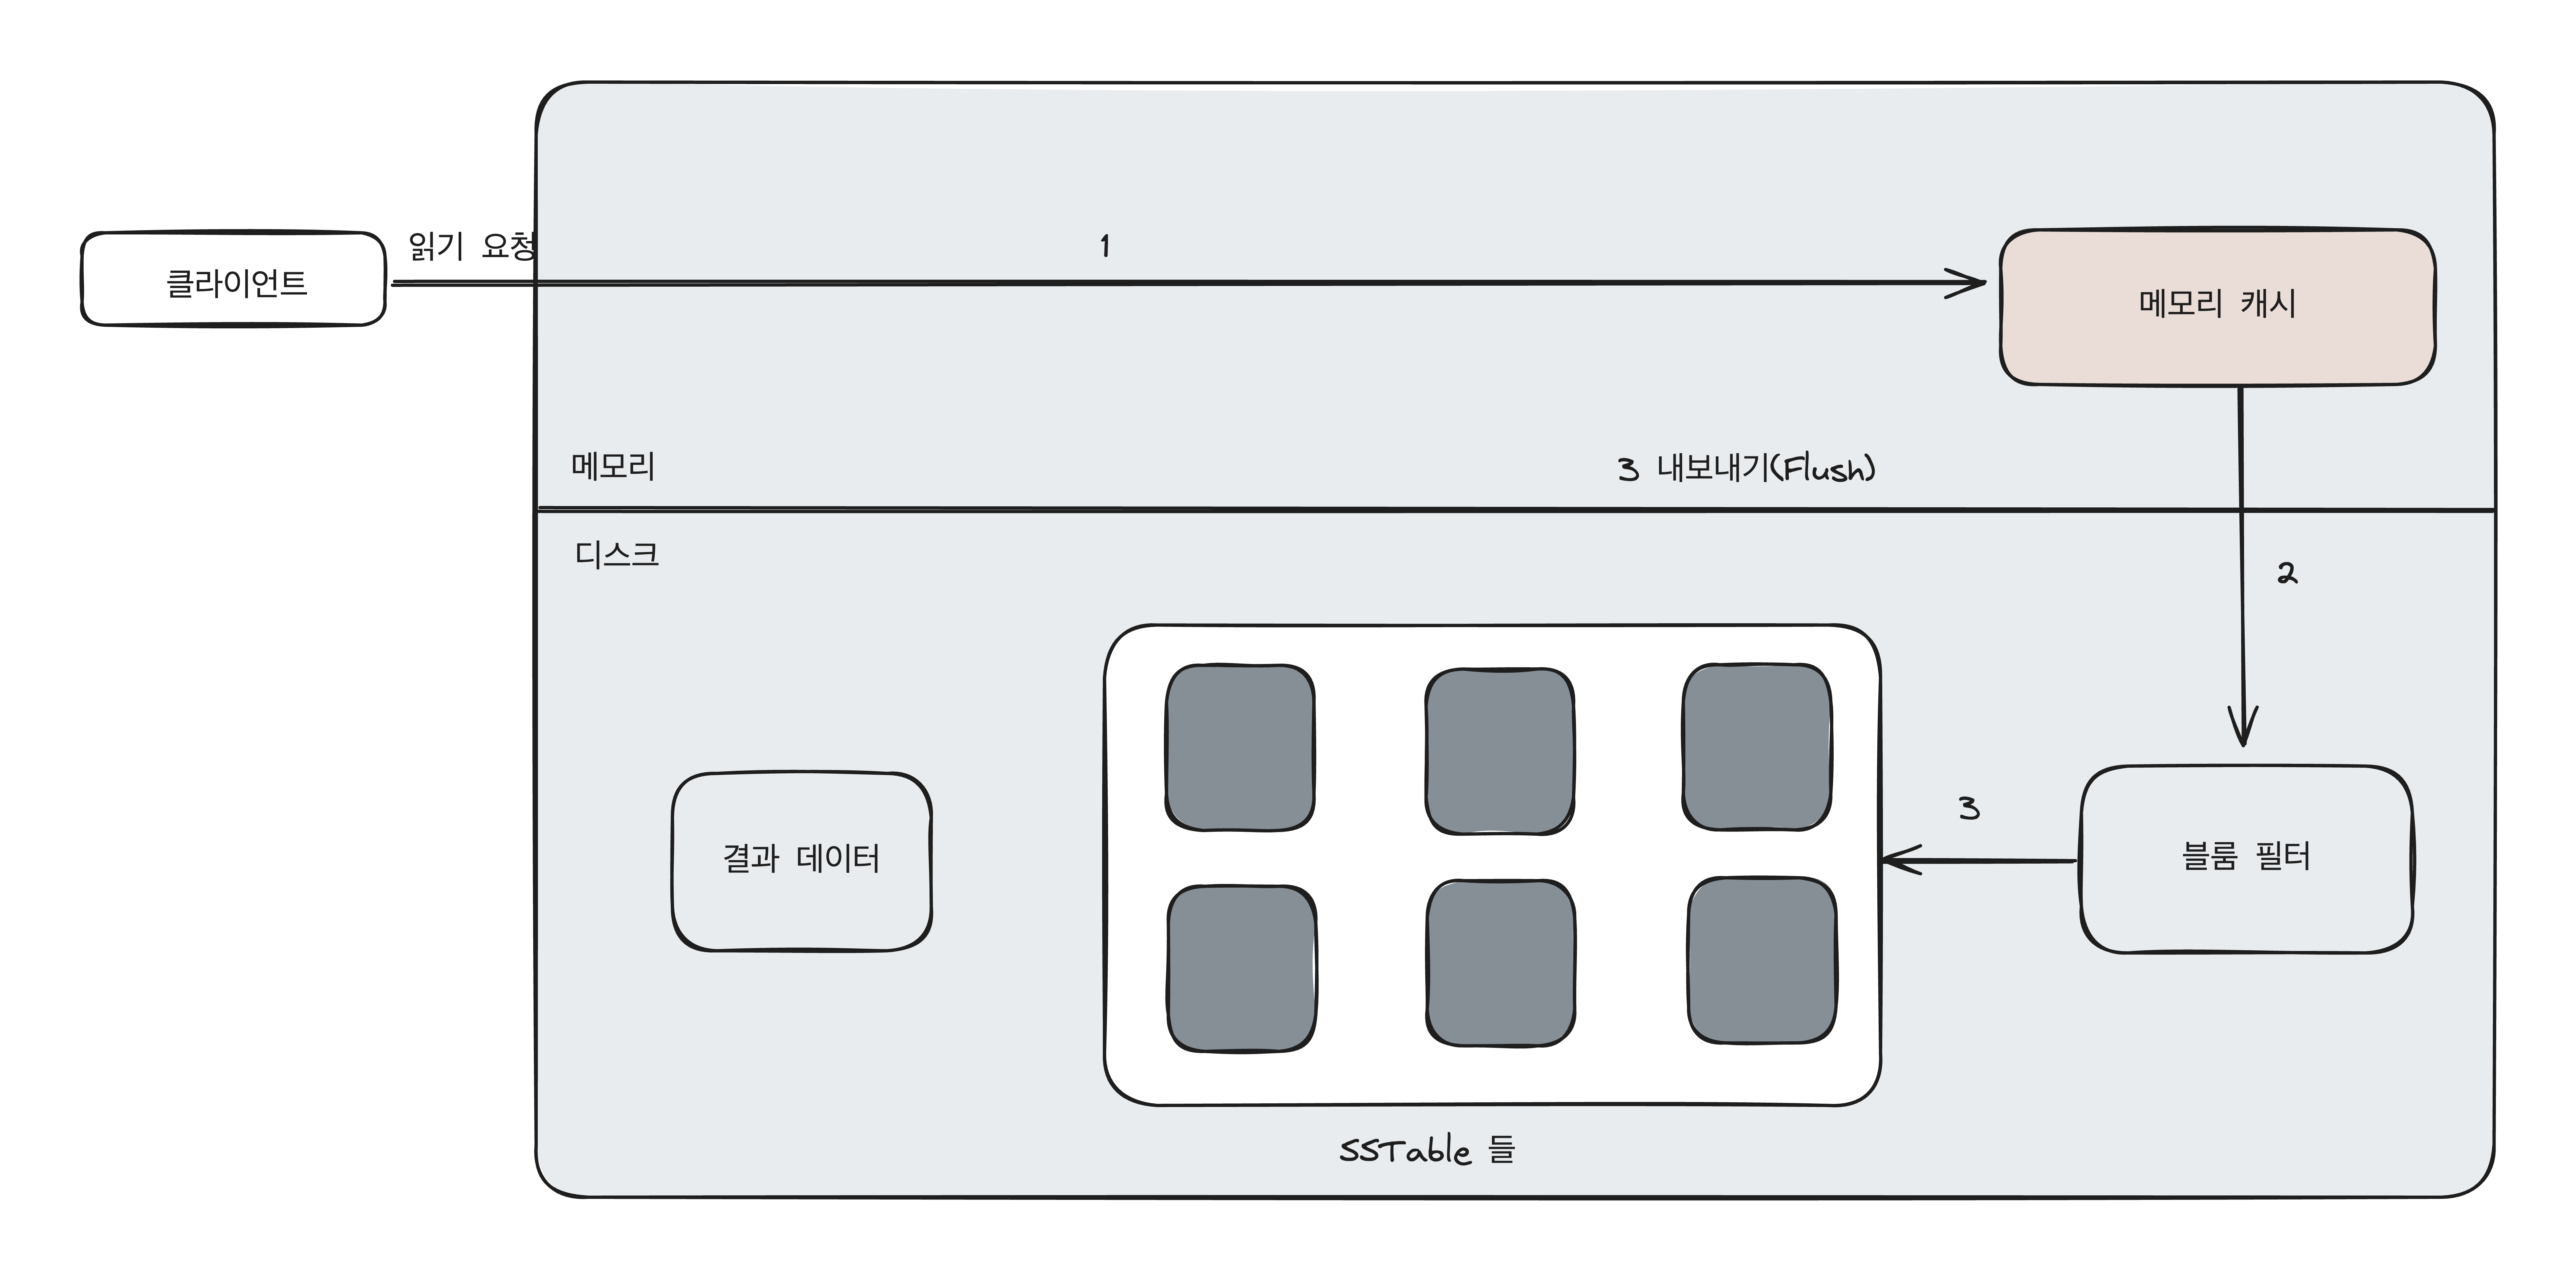 읽기 요청
1
클라이언트
메모리 캐시
메모리
3 내보내기(Flush)
디스크
2
3
결과 데이터
블룸 필터
SSTable 들